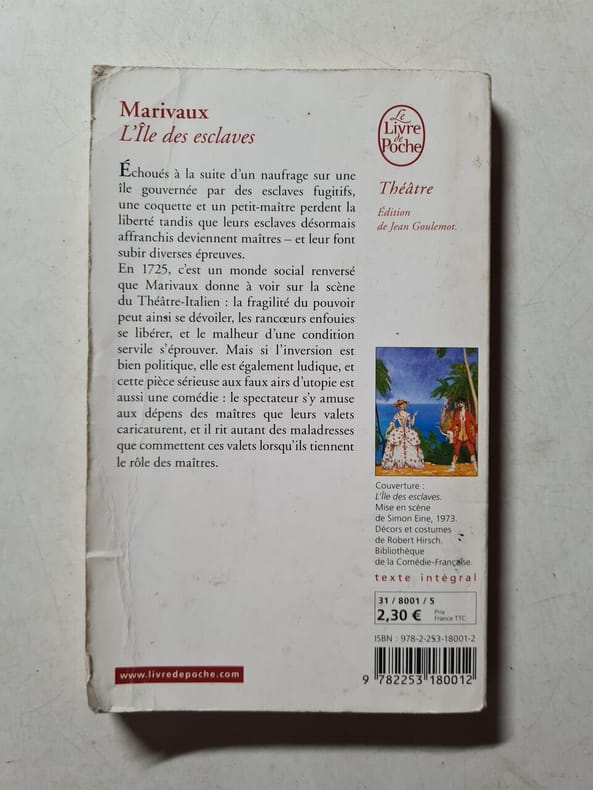 Marivaux
L'Île des esclaves
Échoués à la suite d'un naufrage sur une
île gouvernée par des esclaves fugitifs,
une coquette et un petit-maître perdent la
liberté tandis que leurs esclaves désormais
affranchis deviennent maîtres – et leur font
subir diverses épreuves.
En 1725, c'est un monde social renversé
que Marivaux donne à voir sur la scène
du Théâtre-Italien : la fragilité du pouvoir
peut ainsi se dévoiler, les rancœurs enfouies
se libérer, et le malheur d'une condition
servile s'éprouver. Mais si l'inversion est
bien politique, elle est également ludique, et
cette pièce sérieuse aux faux airs d'utopie est
aussi une comédie : le spectateur s'y amuse
aux dépens des maîtres que leurs valets
caricaturent, et il rit autant des maladresses
que commettent ces valets lorsqu'ils tiennent
le rôle des maîtres.
www.livredepoche.com
Le
Livre
de
Poche
Théâtre
Édition
de Jean Goulemot.
Couverture :
L'Île des esclaves.
Mise en scène
de Simon Eine, 1973.
Décors et costumes
de Robert Hirsch.
Bibliothèque
de la Comédie-Française.
texte intégral
31 / 8001 / 5
2,30 € Prix
France TTC
ISBN : 978-2-253-18001-2
9 782253 180012